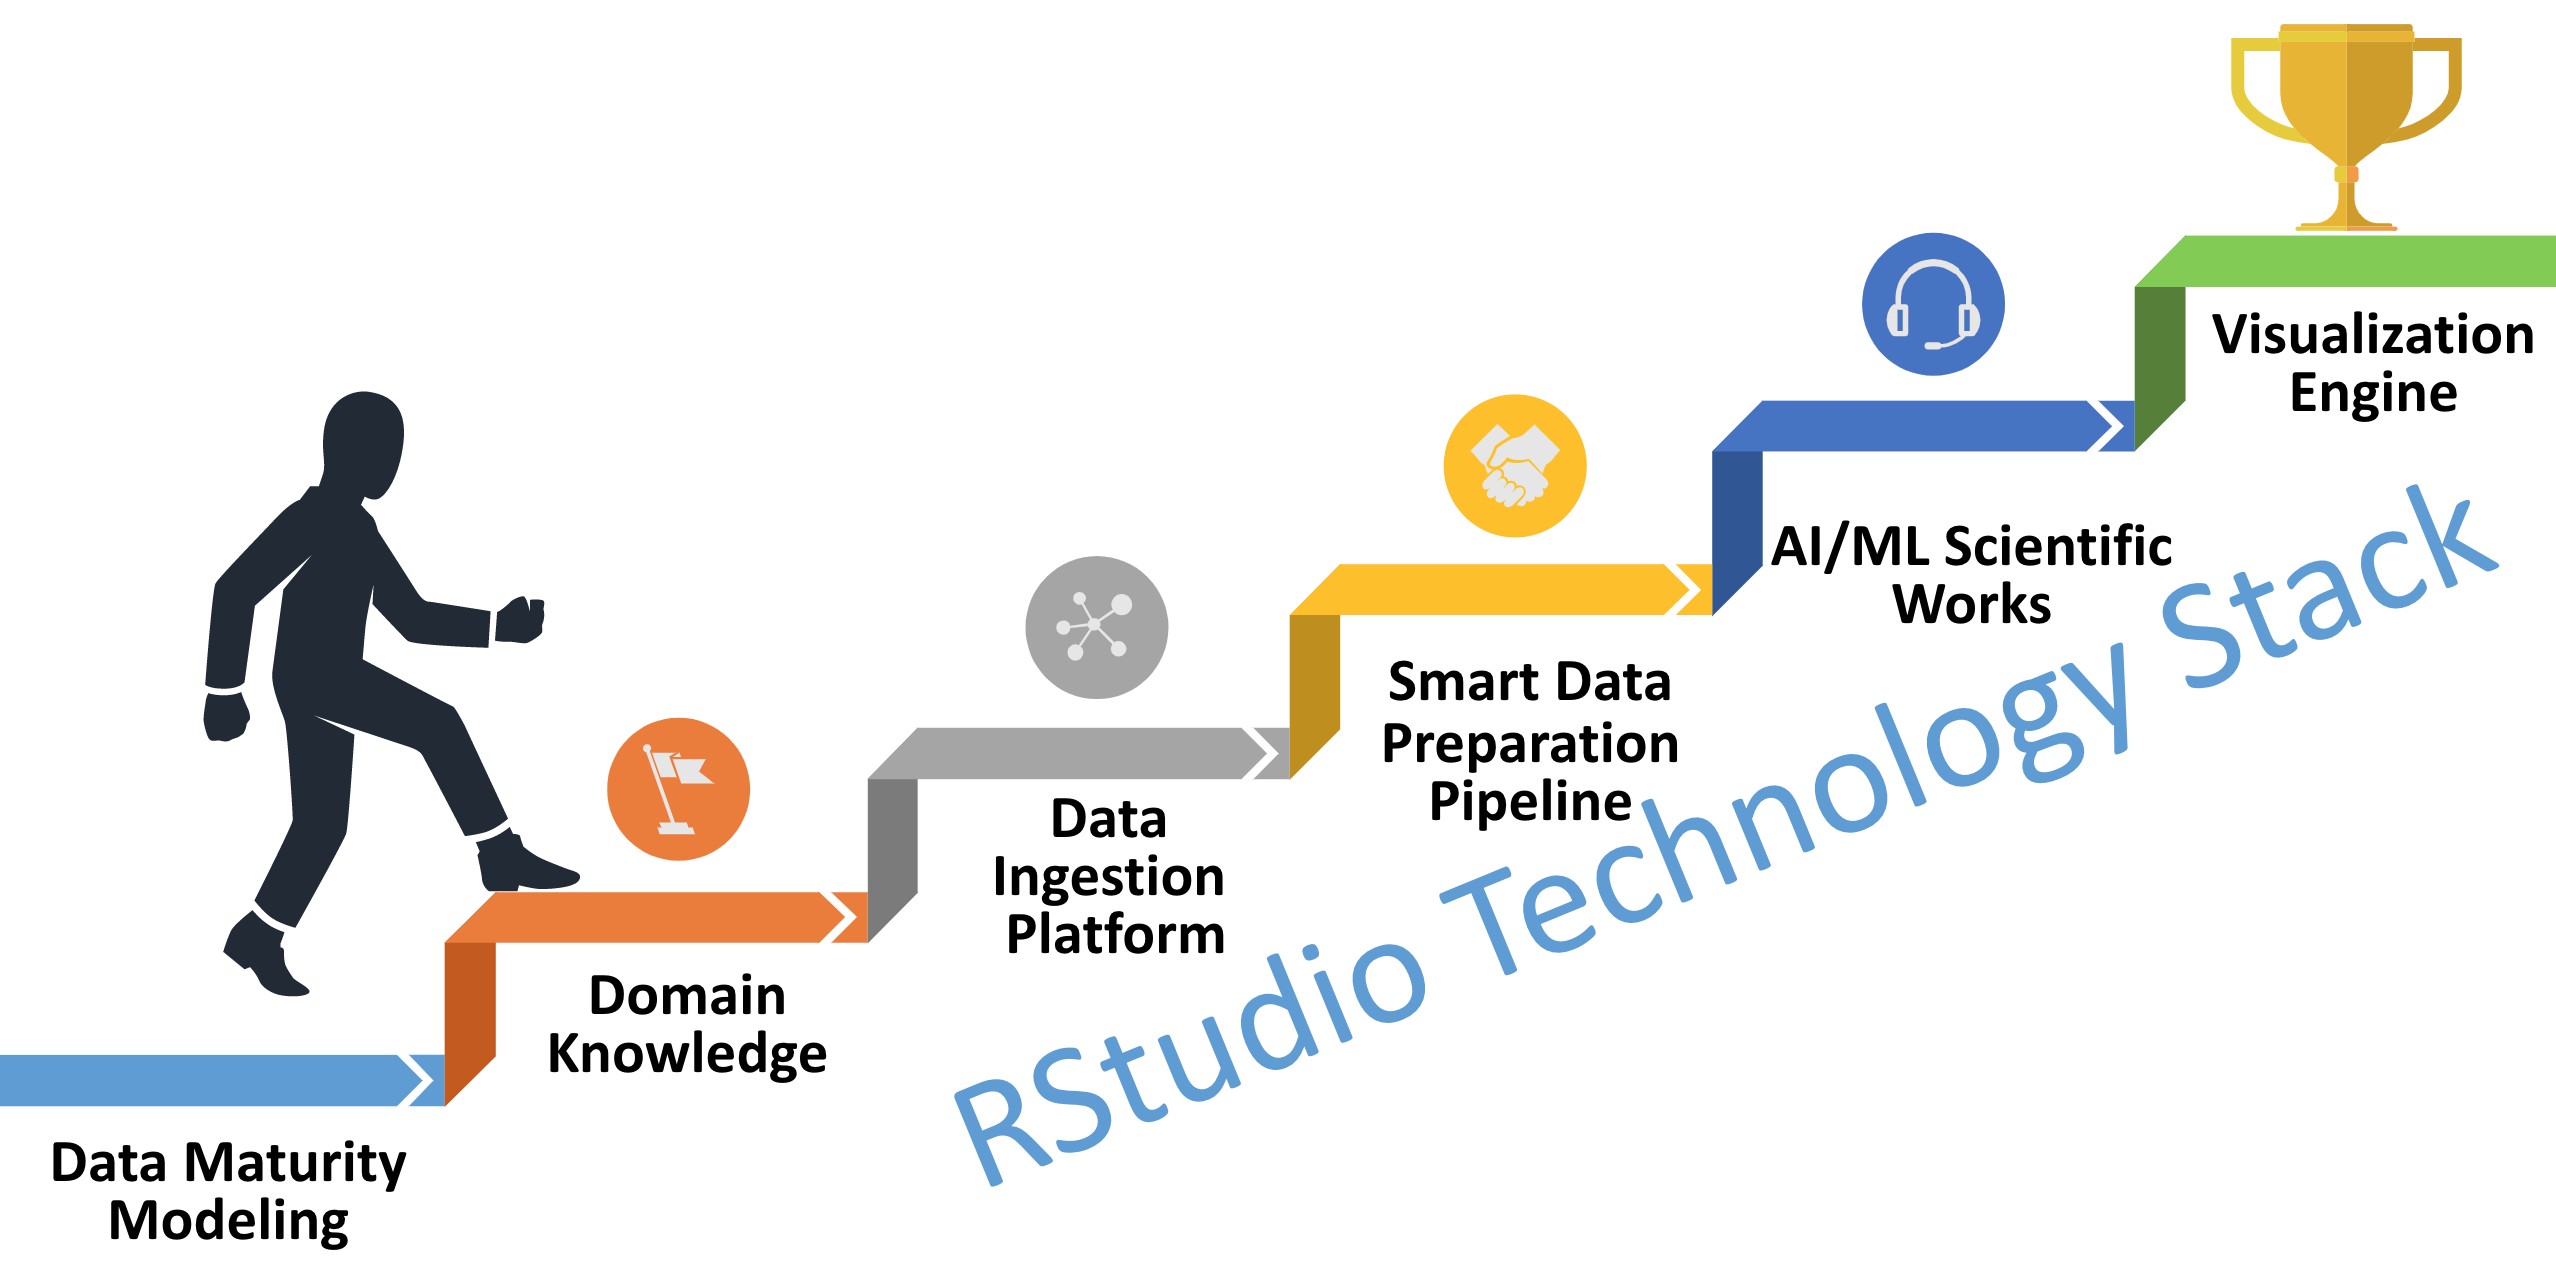 Data Maturity
Modeling
Domain
Knowledge
Data
Ingestion
Platform
Smart Data
Preparation
Pipeline
AI/ML Scientific
Works
Visualization
Engine
RStudio Technology Stack